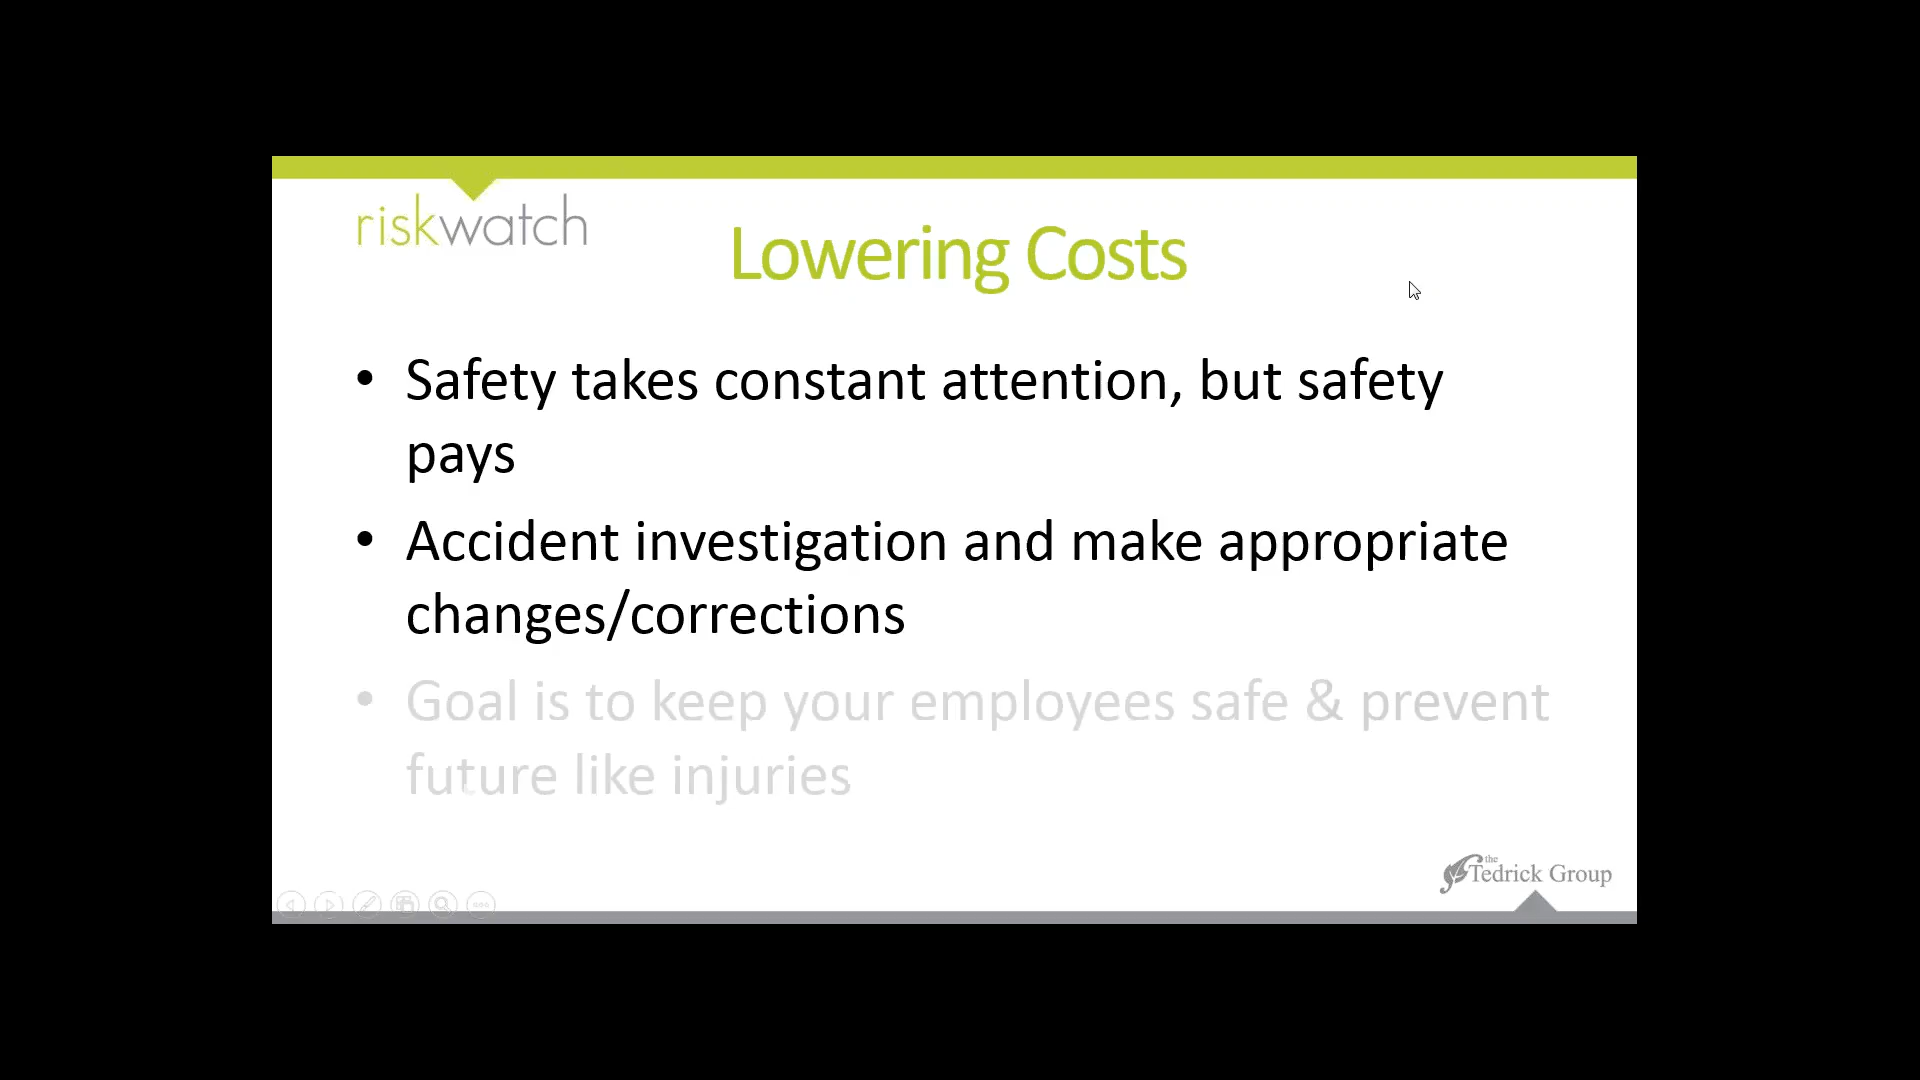 riskwatch
Lowering Costs
• Safety takes constant attention, but safety
pays
• Accident investigation and make appropriate
changes/corrections
• Goal is to keep your employees safe & prevent
future like injuries
the
Tedrick Group